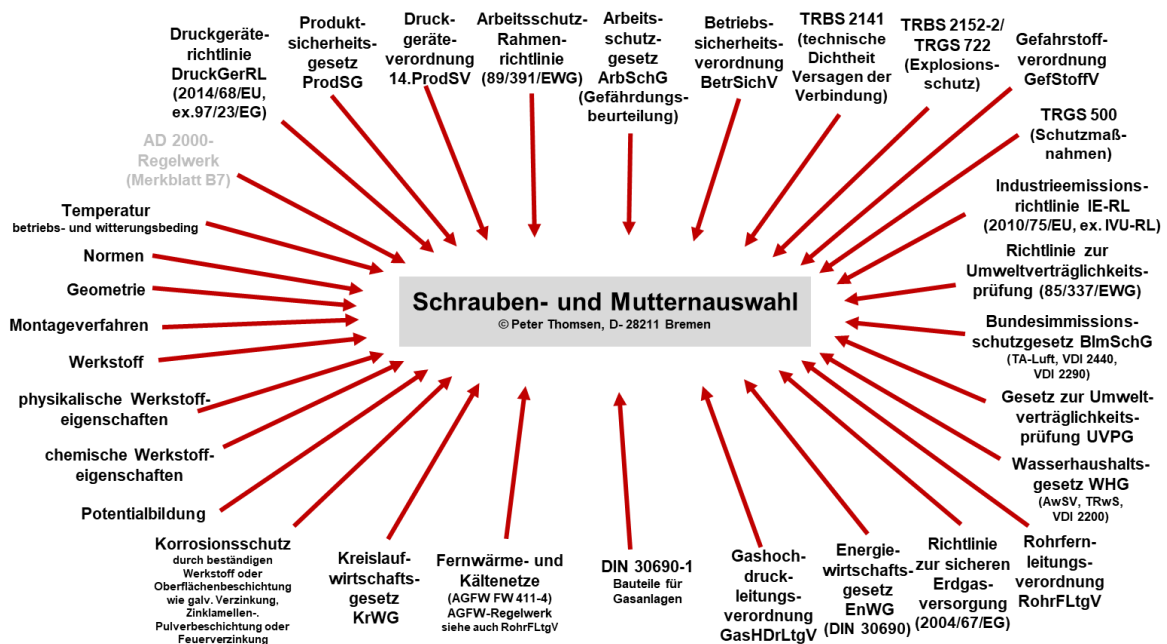 Druckgeräte-
richtlinie
DruckGerRL
(2014/68/EU,
ex.97/23/EG)
Produkt-
sicherheits-
gesetz
ProdSG
Druck-
geräte-
verordnung
14.ProdSV
Arbeitsschutz-
Rahmen-
richtlinie
(89/391/EWG)
Arbeits-
schutz-
gesetz
ArbSchG
(Gefährdungs-
beurteilung)
Betriebs-
sicherheits-
verordnung
BetrSichV
TRBS 2141
(technische
Dichtheit
Versagen der
Verbindung)
TRBS 2152-2/
TRGS 722
(Explosions-
schutz)
Gefahrstoff-
verordnung
GefStoffV
TRGS 500
(Schutzmaß-
nahmen)
Industrieemissions-
richtlinie IE-RL
(2010/75/EU, ex. IVU-RL)
Richtlinie zur
Umweltverträglichkeits-
prüfung (85/337/EWG)
Bundesimmissions-
schutzgesetz BImSchG
(TA-Luft, VDI 2440,
VDI 2290)
Gesetz zur Umwelt-
verträglichkeits-
prüfung UVPG
Wasserhaushalts-
gesetz WHG
(AwSV, TRwS,
VDI 2200)
Rohrfern-
leitungs-
verordnung
RohrFLtgV
Richtlinie
zur sicheren
Erdgas-
versorgung
(2004/67/EG)
Energie-
wirtschafts-
gesetz
EnWG
(DIN 30690)
Gashoch-
druck-
leitungs-
verordnung
GasHDrLtgV
DIN 30690-1
Bauteile für
Gasanlagen
Fernwärme- und
Kältenetze
(AGFW FW 411-4)
AGFW-Regelwerk
siehe auch RohrFLtgV
Kreislauf-
wirtschafts-
gesetz
KrWG
Korrosionsschutz
durch beständigen
Werkstoff oder
Oberflächenbeschichtung
wie galv. Verzinkung,
Zinklamellen-.
Pulverbeschichtung oder
Feuerverzinkung
Potentialbildung
chemische Werkstoff-
eigenschaften
physikalische Werkstoff-
eigenschaften
Werkstoff
Montageverfahren
Geometrie
Normen
Temperatur
betriebs- und witterungsbeding
AD 2000-
Regelwerk
(Merkblatt B7)
Schrauben- und Mutternauswahl
© Peter Thomsen, D- 28211 Bremen